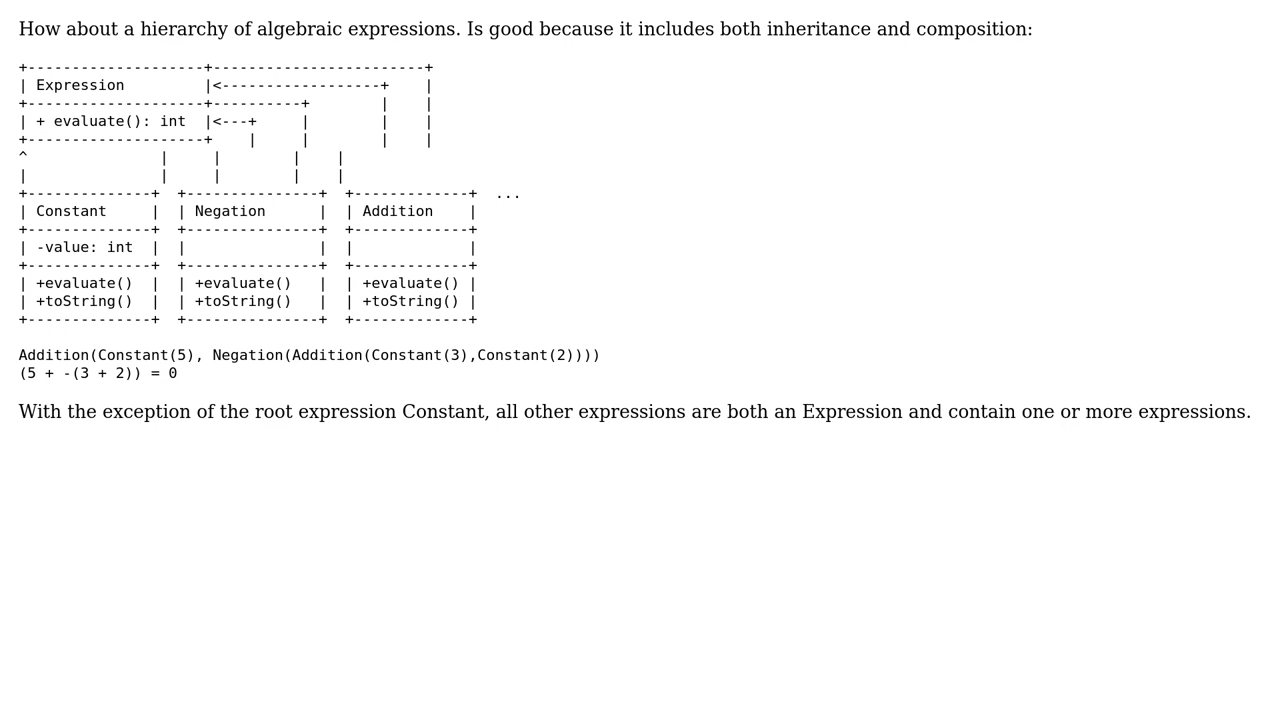 How about a hierarchy of algebraic expressions. Is good because it includes both inheritance and composition:
+--------------------+------------------------+
| Expression         |<------------------+    |
+--------------------+----------+        |    |
| + evaluate(): int  |<---+     |        |    |
+--------------------+    |     |        |    |
^               |     |        |    |
|               |     |        |    |
+--------------+  +---------------+  +-------------+  ...
| Constant     |  | Negation      |  | Addition    |
+--------------+  +---------------+  +-------------+
| -value: int  |  |               |  |             |
+--------------+  +---------------+  +-------------+
| +evaluate()  |  | +evaluate()   |  | +evaluate() |
| +toString()  |  | +toString()   |  | +toString() |
+--------------+  +---------------+  +-------------+
Addition(Constant(5), Negation(Addition(Constant(3),Constant(2))))
(5 + -(3 + 2)) = 0
With the exception of the root expression Constant, all other expressions are both an Expression and contain one or more expressions.